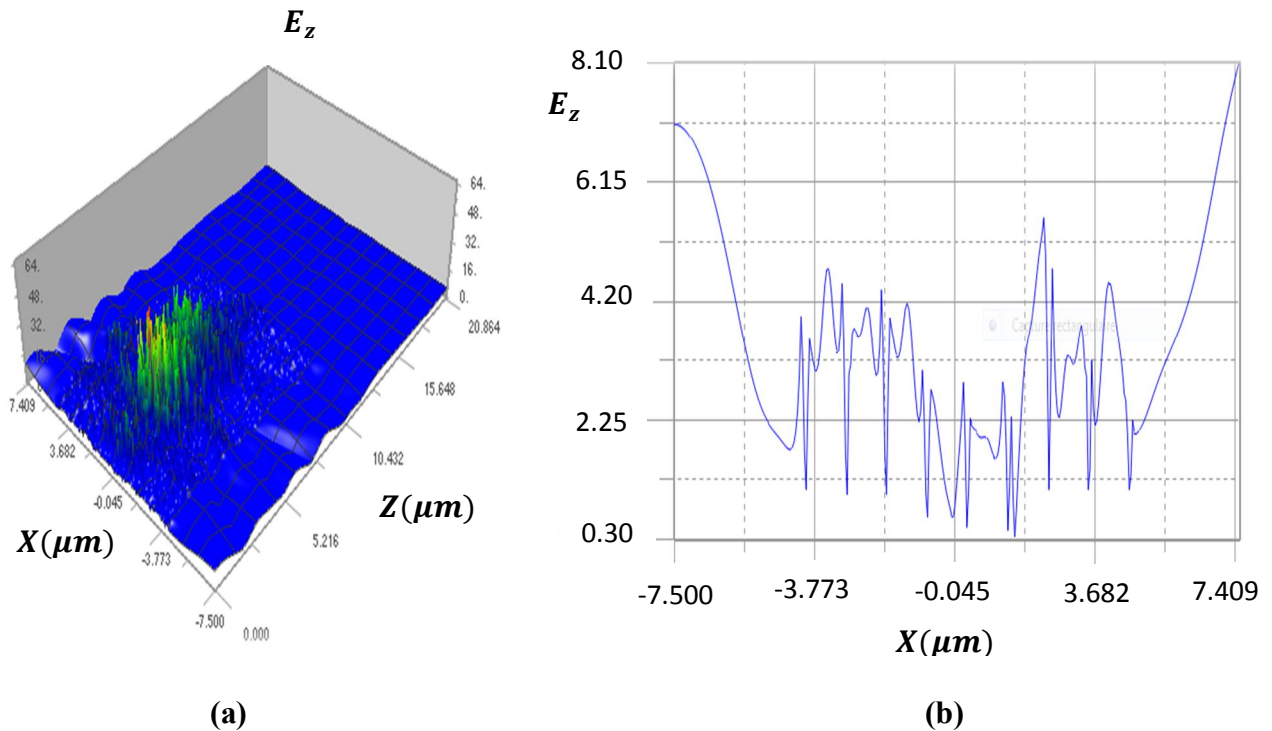 E_z
64.
48.
32.
16.
0.
20.864
15.648
10.432
5.216
0.000
Z(μm)
64.
48.
32.
7.409
3.682
-0.045
-3.773
-7.500
X(μm)
(a)
8.10
E_z
6.15
4.20
2.25
0.30
Capture rectangulaire
-7.500 -3.773 -0.045 3.682 7.409
X(μm)
(b)